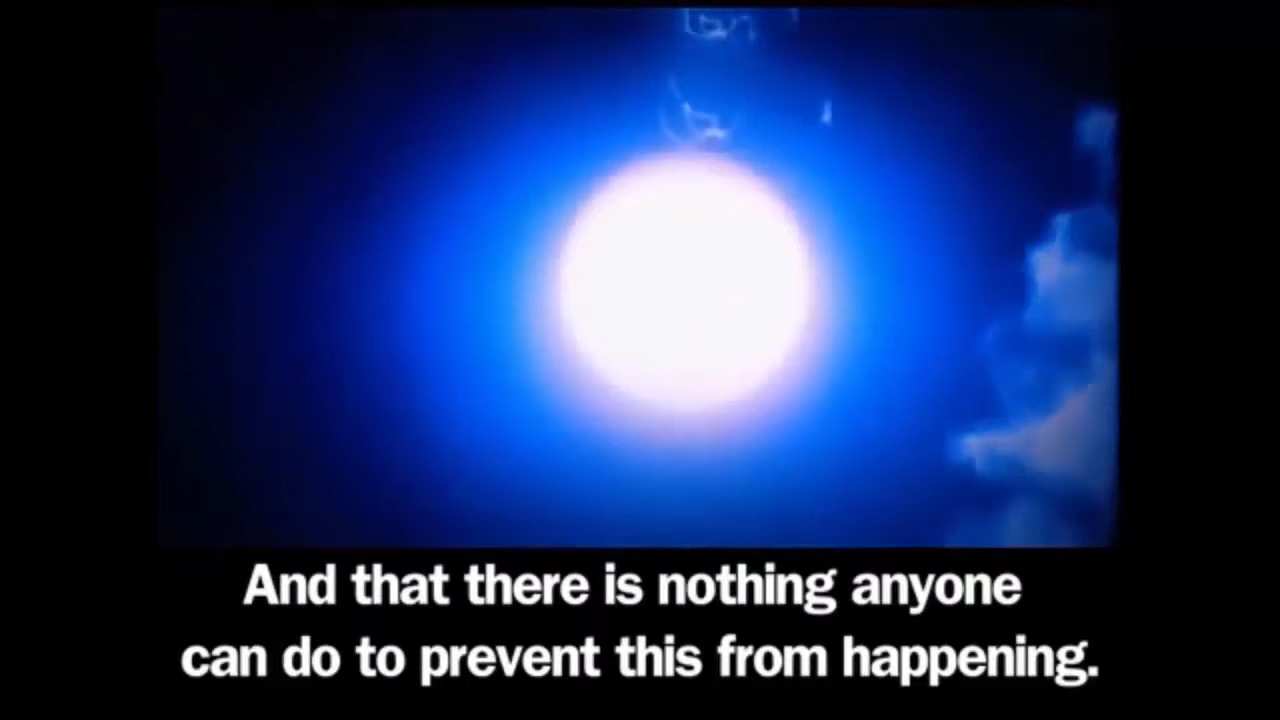 And that there is nothing anyone
can do to prevent this from happening.